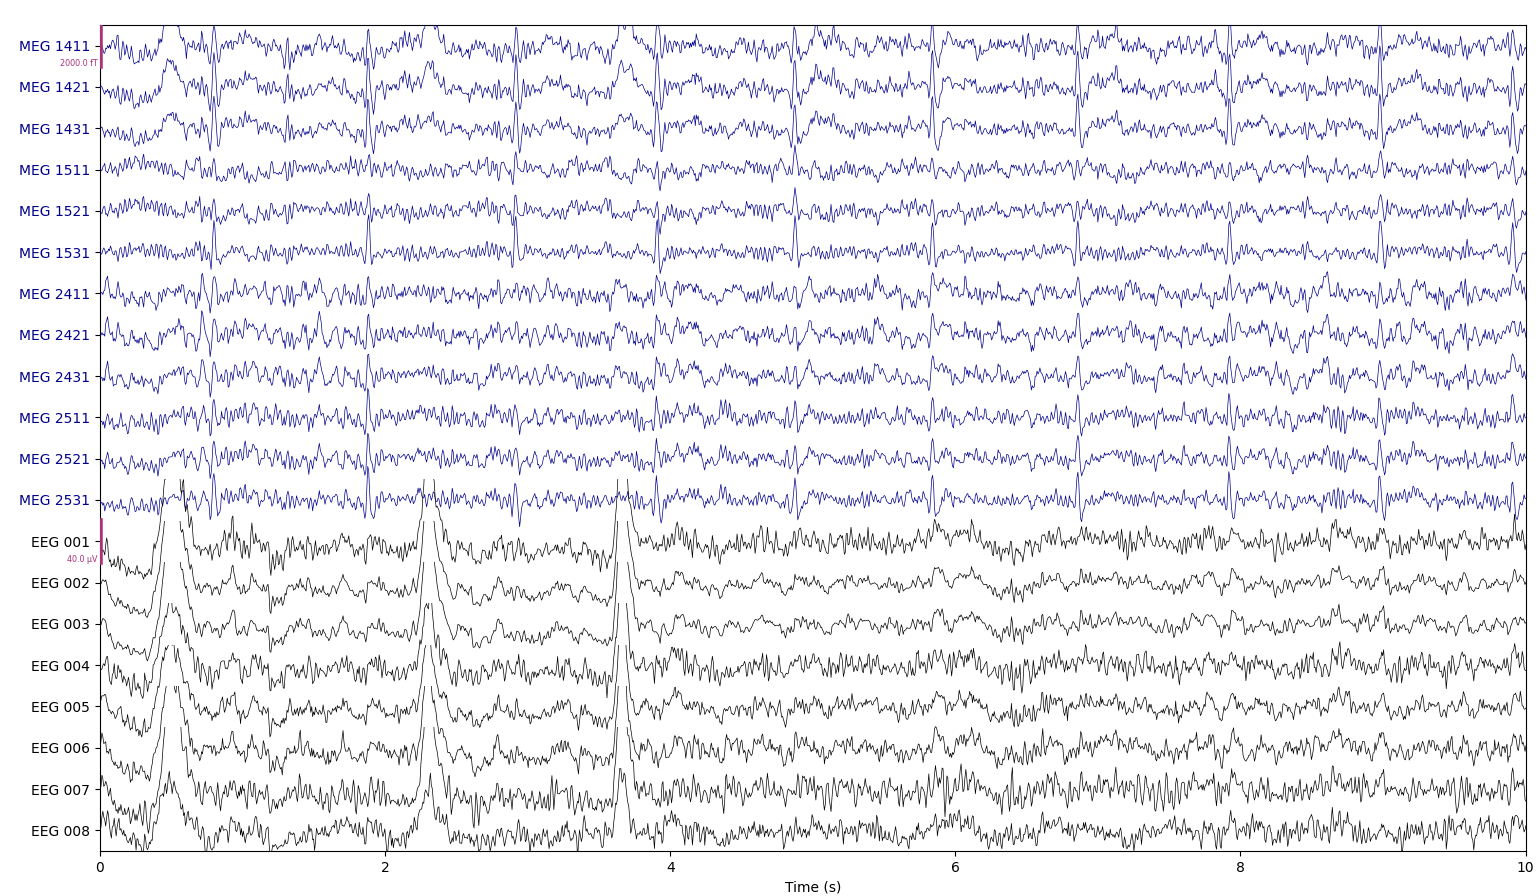 MEG 1411
2000.0 fT
MEG 1421
MEG 1431
MEG 1511
MEG 1521
MEG 1531
MEG 2411
MEG 2421
MEG 2431
MEG 2511
MEG 2521
MEG 2531
EEG 001
40.0 µV
EEG 002
EEG 003
EEG 004
EEG 005
EEG 006
EEG 007
EEG 008
0 2 4 6 8 10
Time (s)